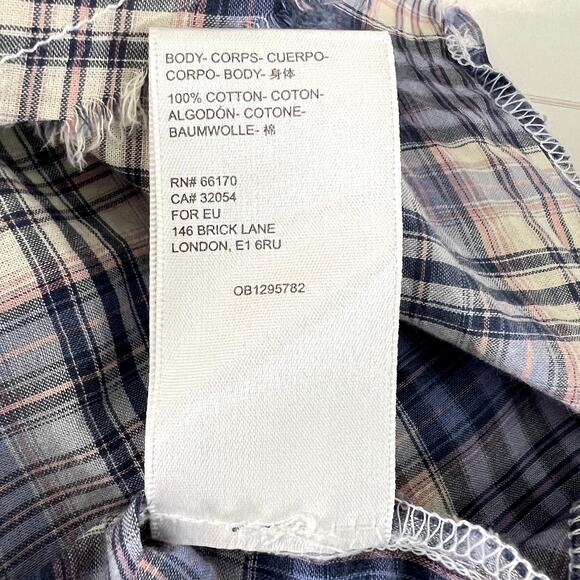 BODY- CORPS- CUERPO-
CORPO- BODY- 身体
100% COTTON- COTON-
ALGODÓN- COTONE-
BAUMWOLLE- 棉
RN# 66170
CA# 32054
FOR EU
146 BRICK LANE
LONDON, E1 6RU
OB1295782